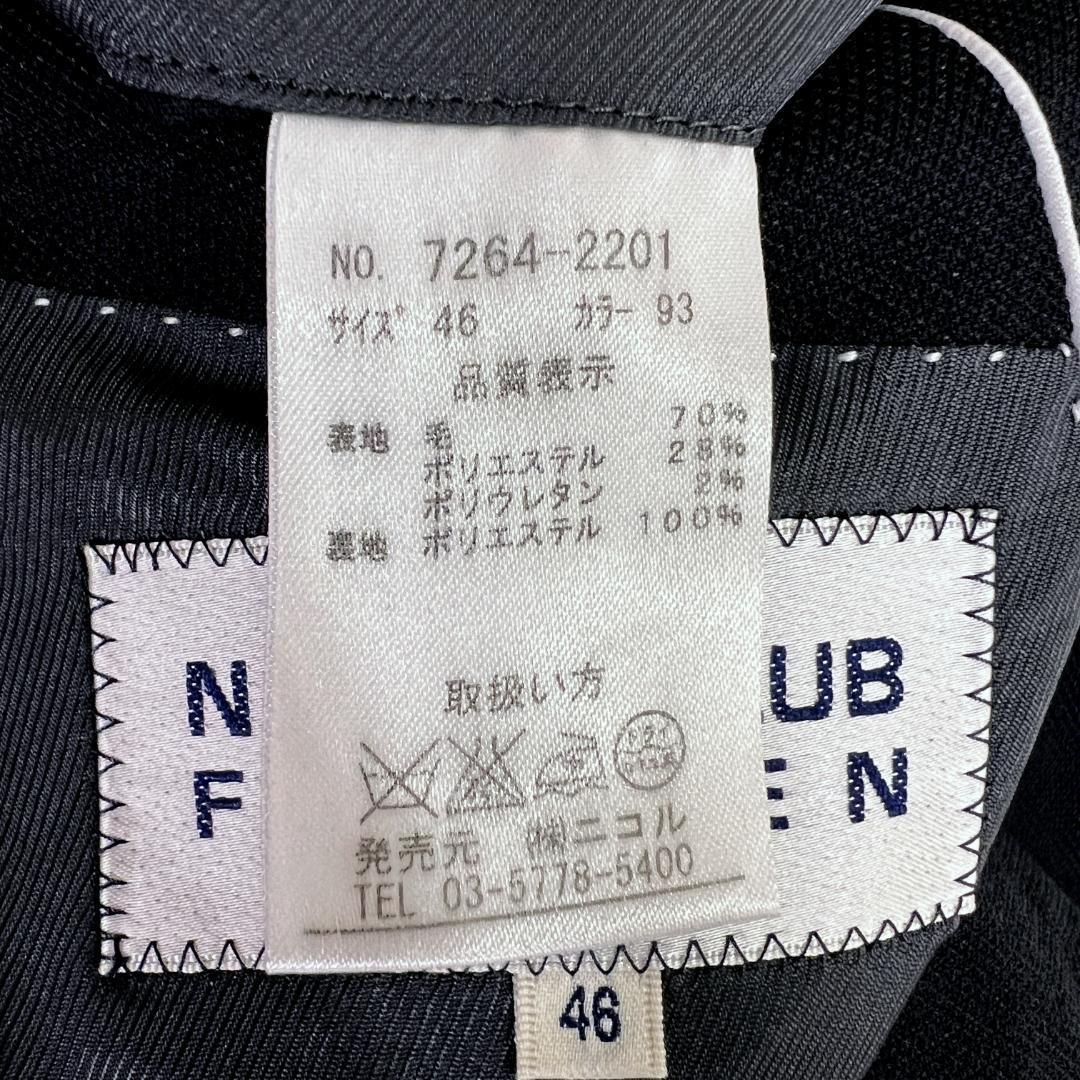 NO. 7264-2201
サイズ 46 カラー 93
品質表示
表地 毛 70%
ポリエステル 28%
ポリウレタン 2%
裏地 ポリエステル 100%
取扱い方
発売元 ㈱ニコル
TEL 03-5778-5400
N UB
F E N
46